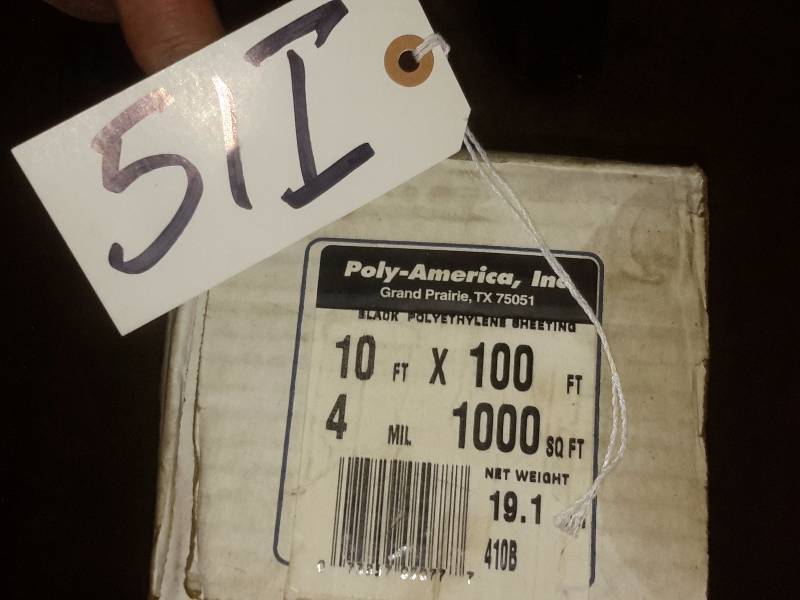 51I
Poly-America, Inc
Grand Prairie, TX 75051
BLACK POLYETHYLENE SHEETING
10 FT X 100 FT
4 MIL 1000 SQ FT
NET WEIGHT
19.1
410B